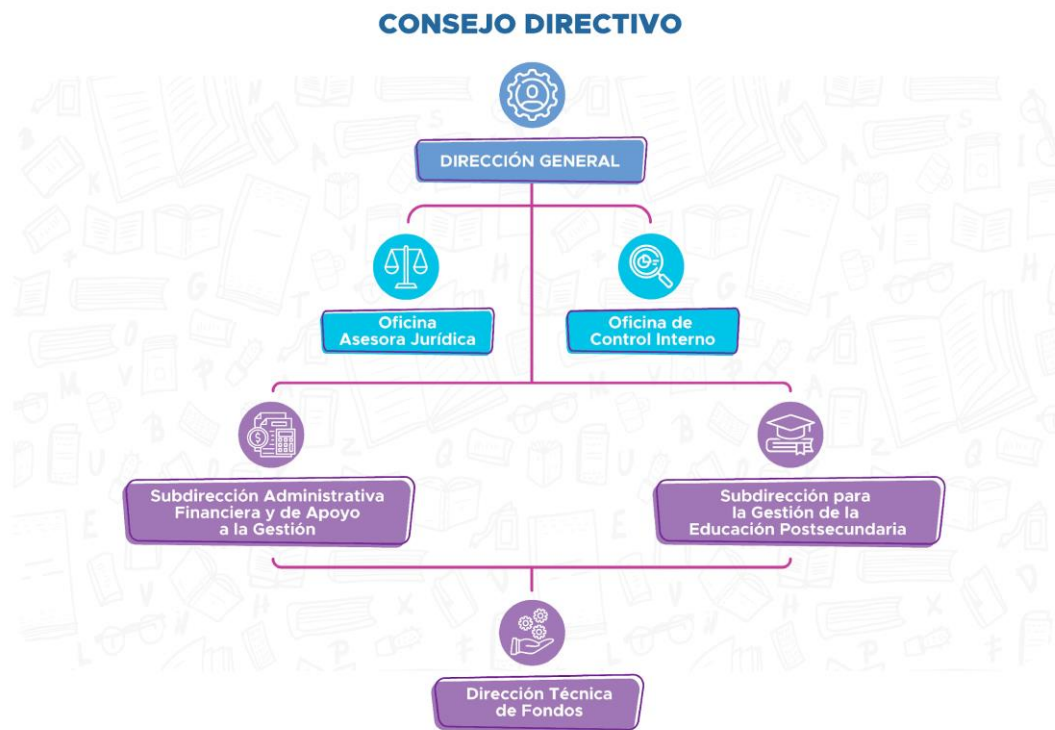 CONSEJO DIRECTIVO
DIRECCIÓN GENERAL
Oficina
Asesora Jurídica
Oficina de
Control Interno
Subdirección Administrativa
Financiera y de Apoyo
a la Gestión
Subdirección para
la Gestión de la
Educación Postsecundaria
Dirección Técnica
de Fondos